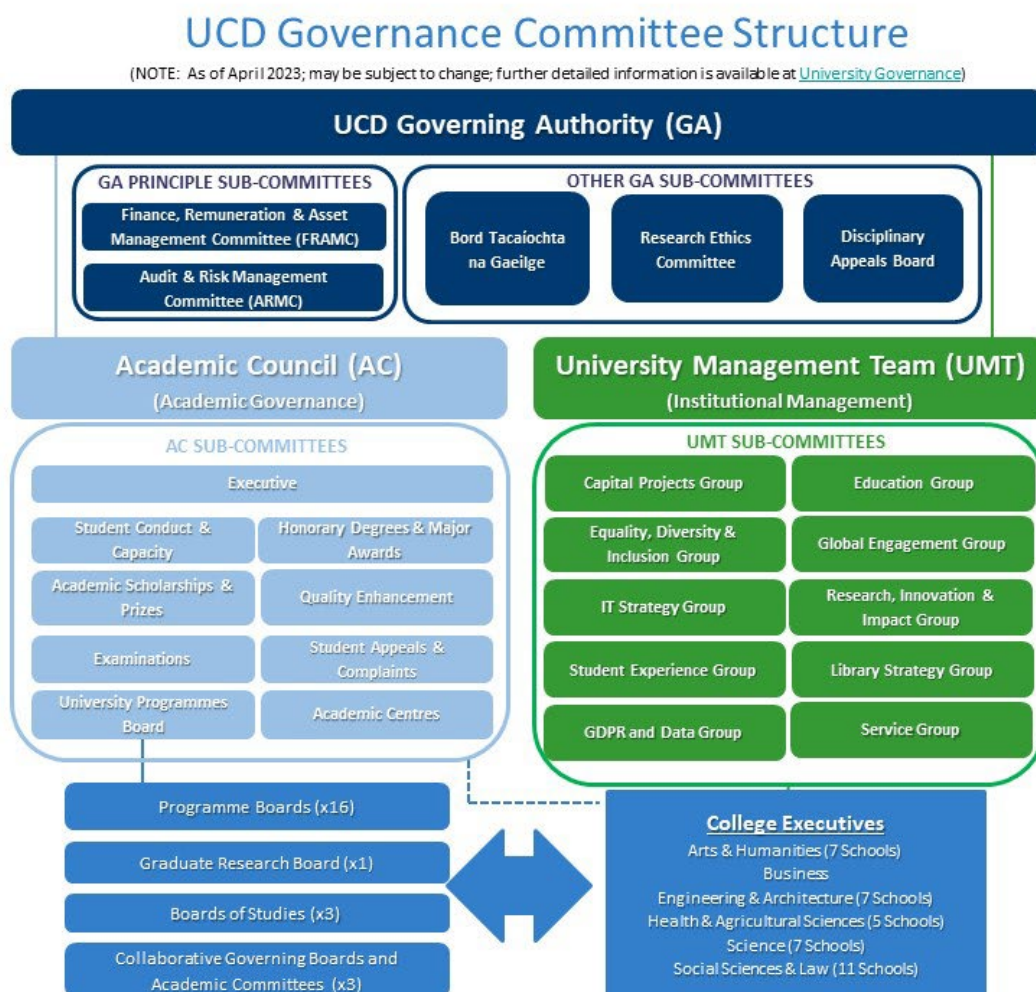 UCD Governance Committee Structure
(NOTE: As of April 2023; may be subject to change; further detailed information is available at University Governance)
UCD Governing Authority (GA)
GA PRINCIPLE SUB-COMMITTEES
Finance, Remuneration & Asset
Management Committee (FRAMC)
Audit & Risk Management
Committee (ARMC)
OTHER GA SUB-COMMITTEES
Bord Tacaíochta
na Gaeilge
Research Ethics
Committee
Disciplinary
Appeals Board
Academic Council (AC)
(Academic Governance)
AC SUB-COMMITTEES
Executive
Student Conduct &
Capacity
Honorary Degrees & Major
Awards
Academic Scholarships &
Prizes
Quality Enhancement
Examinations
Student Appeals &
Complaints
University Programmes
Board
Academic Centres
University Management Team (UMT)
(Institutional Management)
UMT SUB-COMMITTEES
Capital Projects Group
Education Group
Equality, Diversity &
Inclusion Group
Global Engagement Group
IT Strategy Group
Research, Innovation &
Impact Group
Student Experience Group
Library Strategy Group
GDPR and Data Group
Service Group
Programme Boards (x16)
Graduate Research Board (x1)
Boards of Studies (x3)
Collaborative Governing Boards and
Academic Committees (x3)
College Executives
Arts & Humanities (7 Schools)
Business
Engineering & Architecture (7 Schools)
Health & Agricultural Sciences (5 Schools)
Science (7 Schools)
Social Sciences & Law (11 Schools)